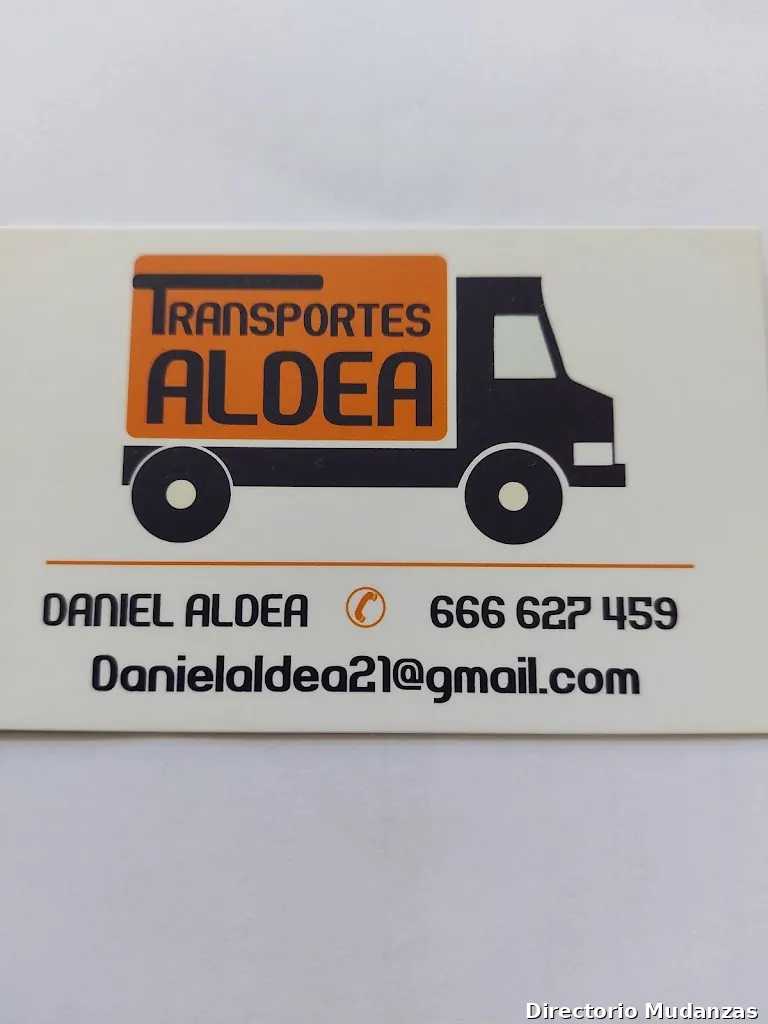 TRANSPORTES
ALDEA
DANIEL ALDEA 666 627 459
Danielaldea21@gmail.com
Directorio Mudanzas